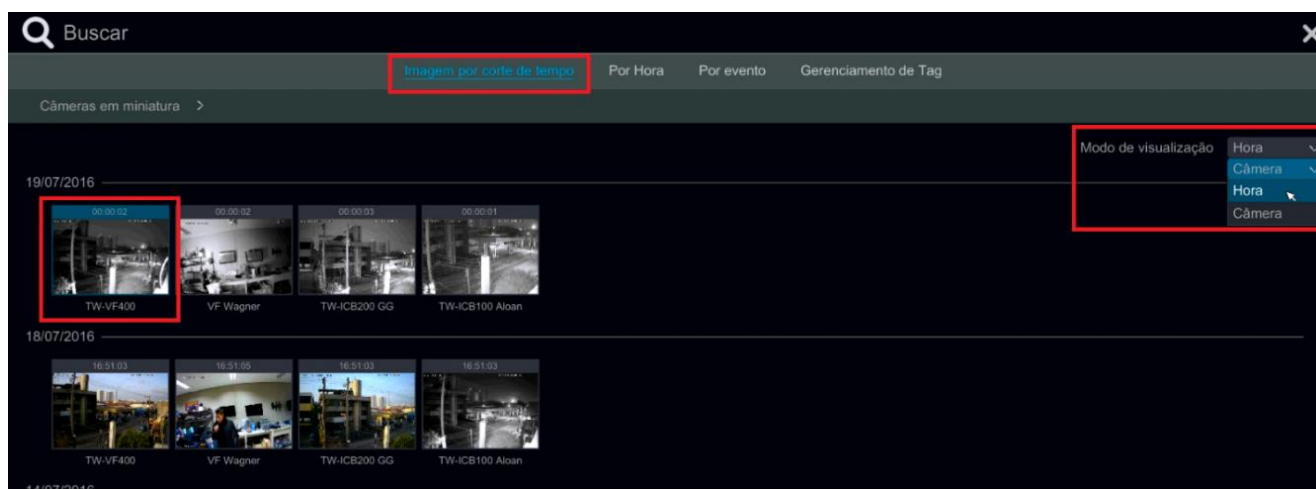 Buscar
Imagem por corte de tempo Por Hora Por evento Gerenciamento de Tag
Câmeras em miniatura >
Modo de visualização Hora
Câmera
Hora
Câmera
19/07/2016
00:00:02 00:00:02 00:00:03 00:00:01
TW-VF400 VF Wagner TW-ICB200 GG TW-ICB100 Aloan
18/07/2016
16:51:03 16:51:05 16:51:03 16:51:03
TW-VF400 VF Wagner TW-ICB200 GG TW-ICB100 Aloan
14/07/2016